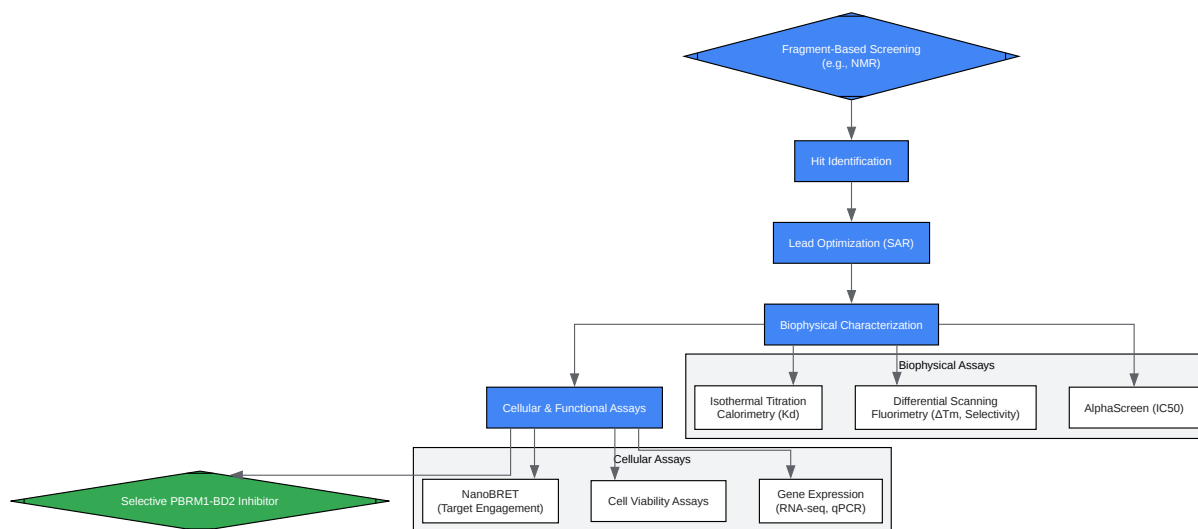 Fragment-Based Screening
(e.g., NMR)
Hit Identification
Lead Optimization (SAR)
Biophysical Characterization
Biophysical Assays
Isothermal Titration
Calorimetry (Kd)
Differential Scanning
Fluorimetry (ΔTm, Selectivity)
AlphaScreen (IC50)
Cellular & Functional Assays
Cellular Assays
NanoBRET
(Target Engagement)
Cell Viability Assays
Gene Expression
(RNA-seq, qPCR)
Selective PBRM1-BD2 Inhibitor